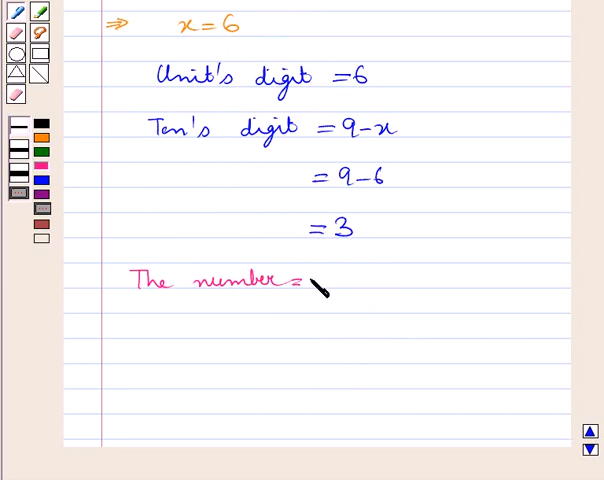 ⇒ x = 6
Unit's digit = 6
Ten's digit = 9 - x
= 9 - 6
= 3
The number =